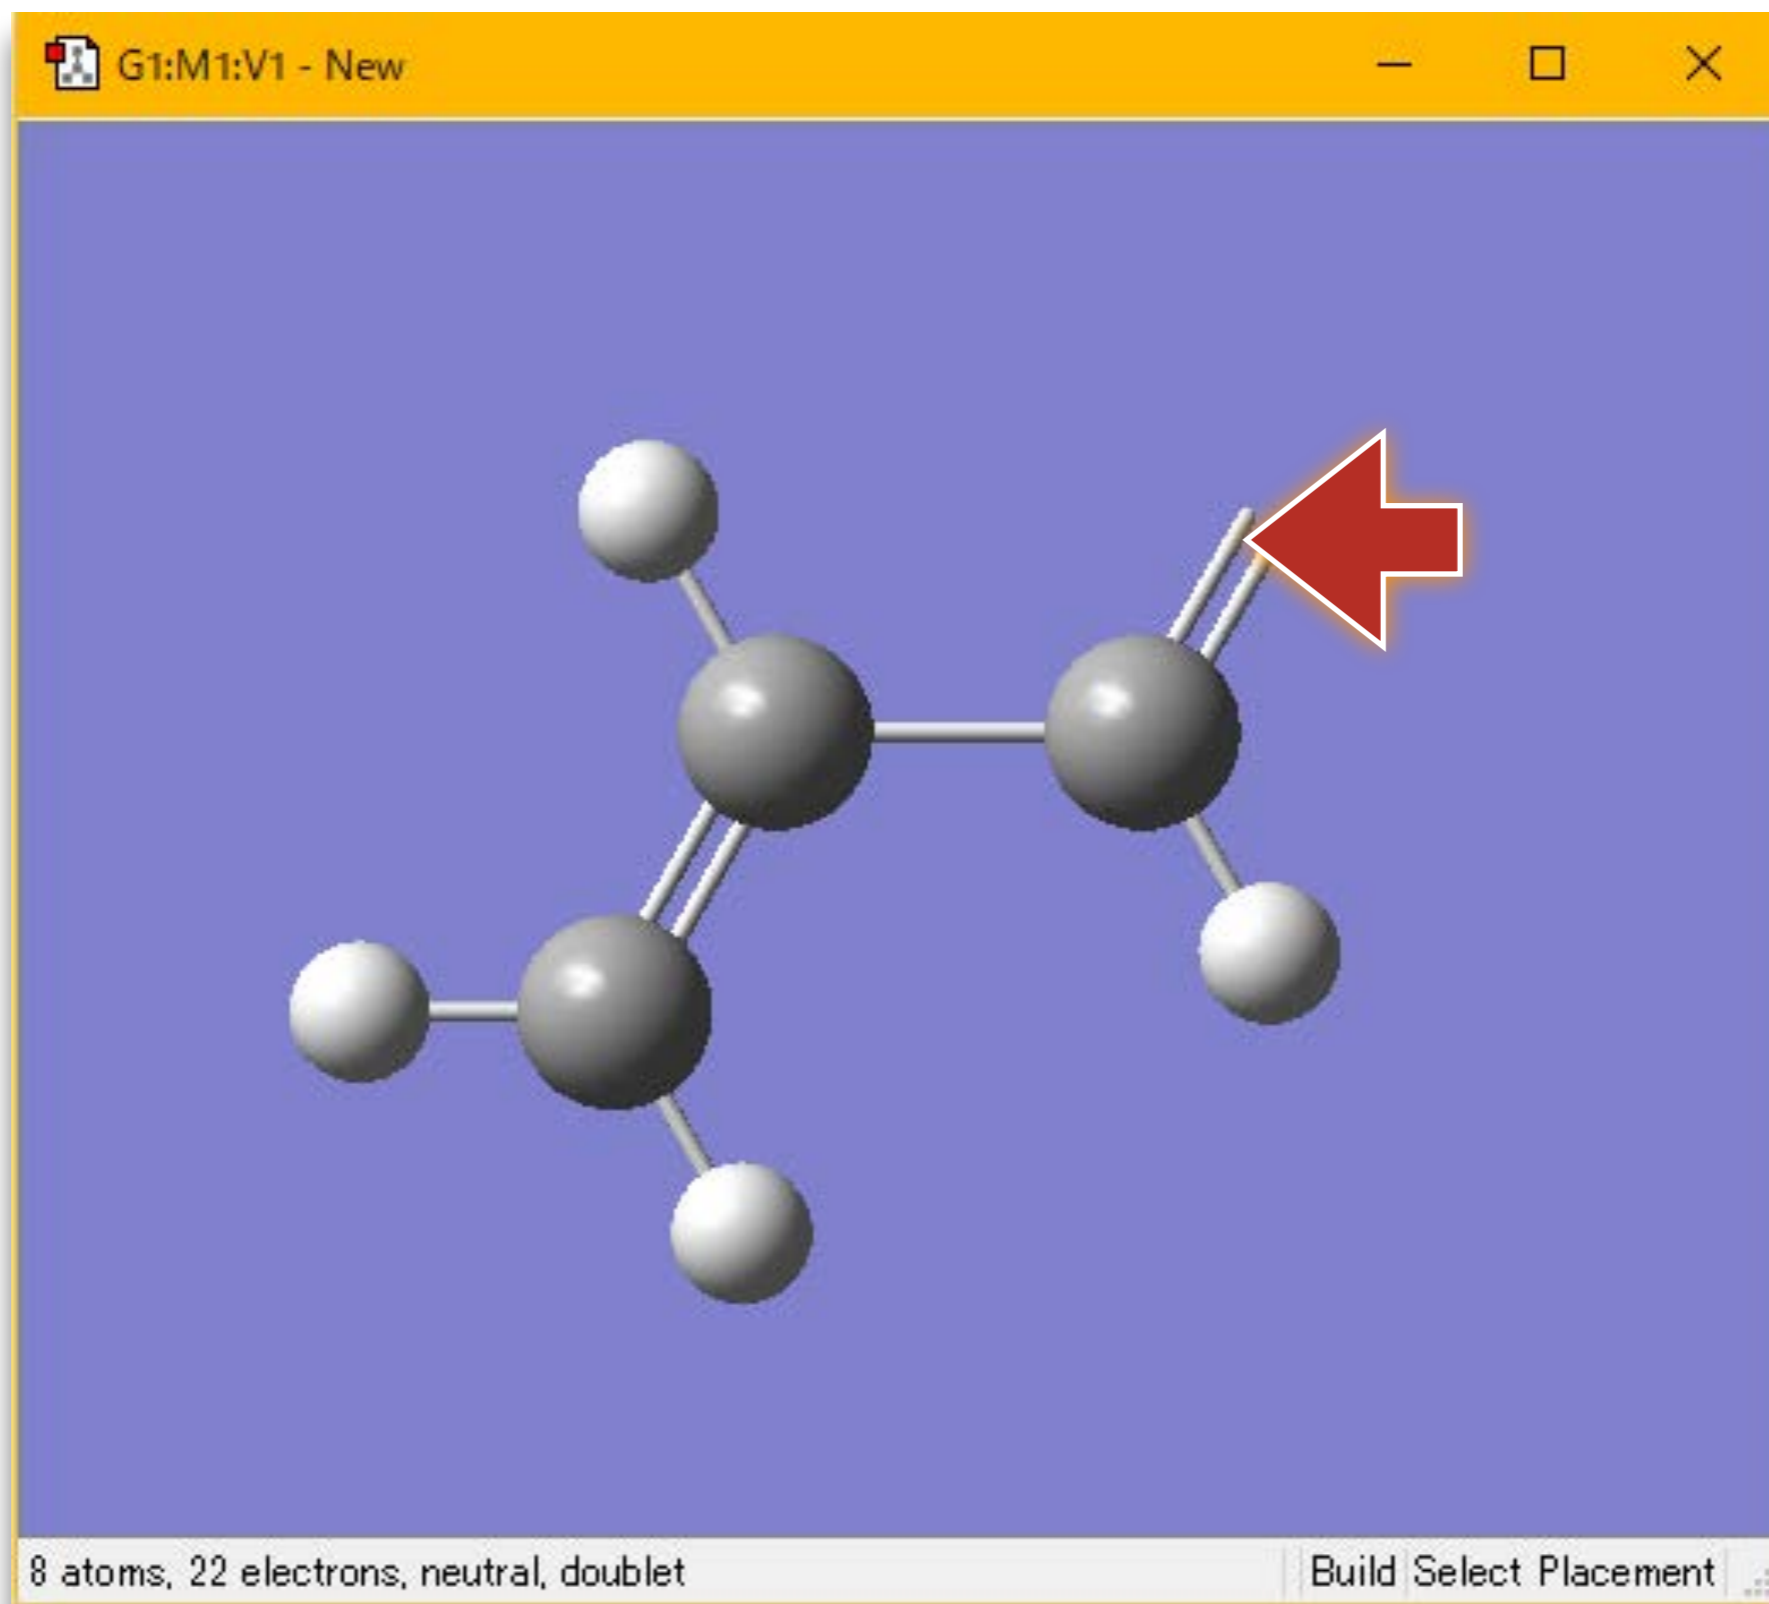 G1:M1:V1 - New
8 atoms, 22 electrons, neutral, doublet
Build Select Placement